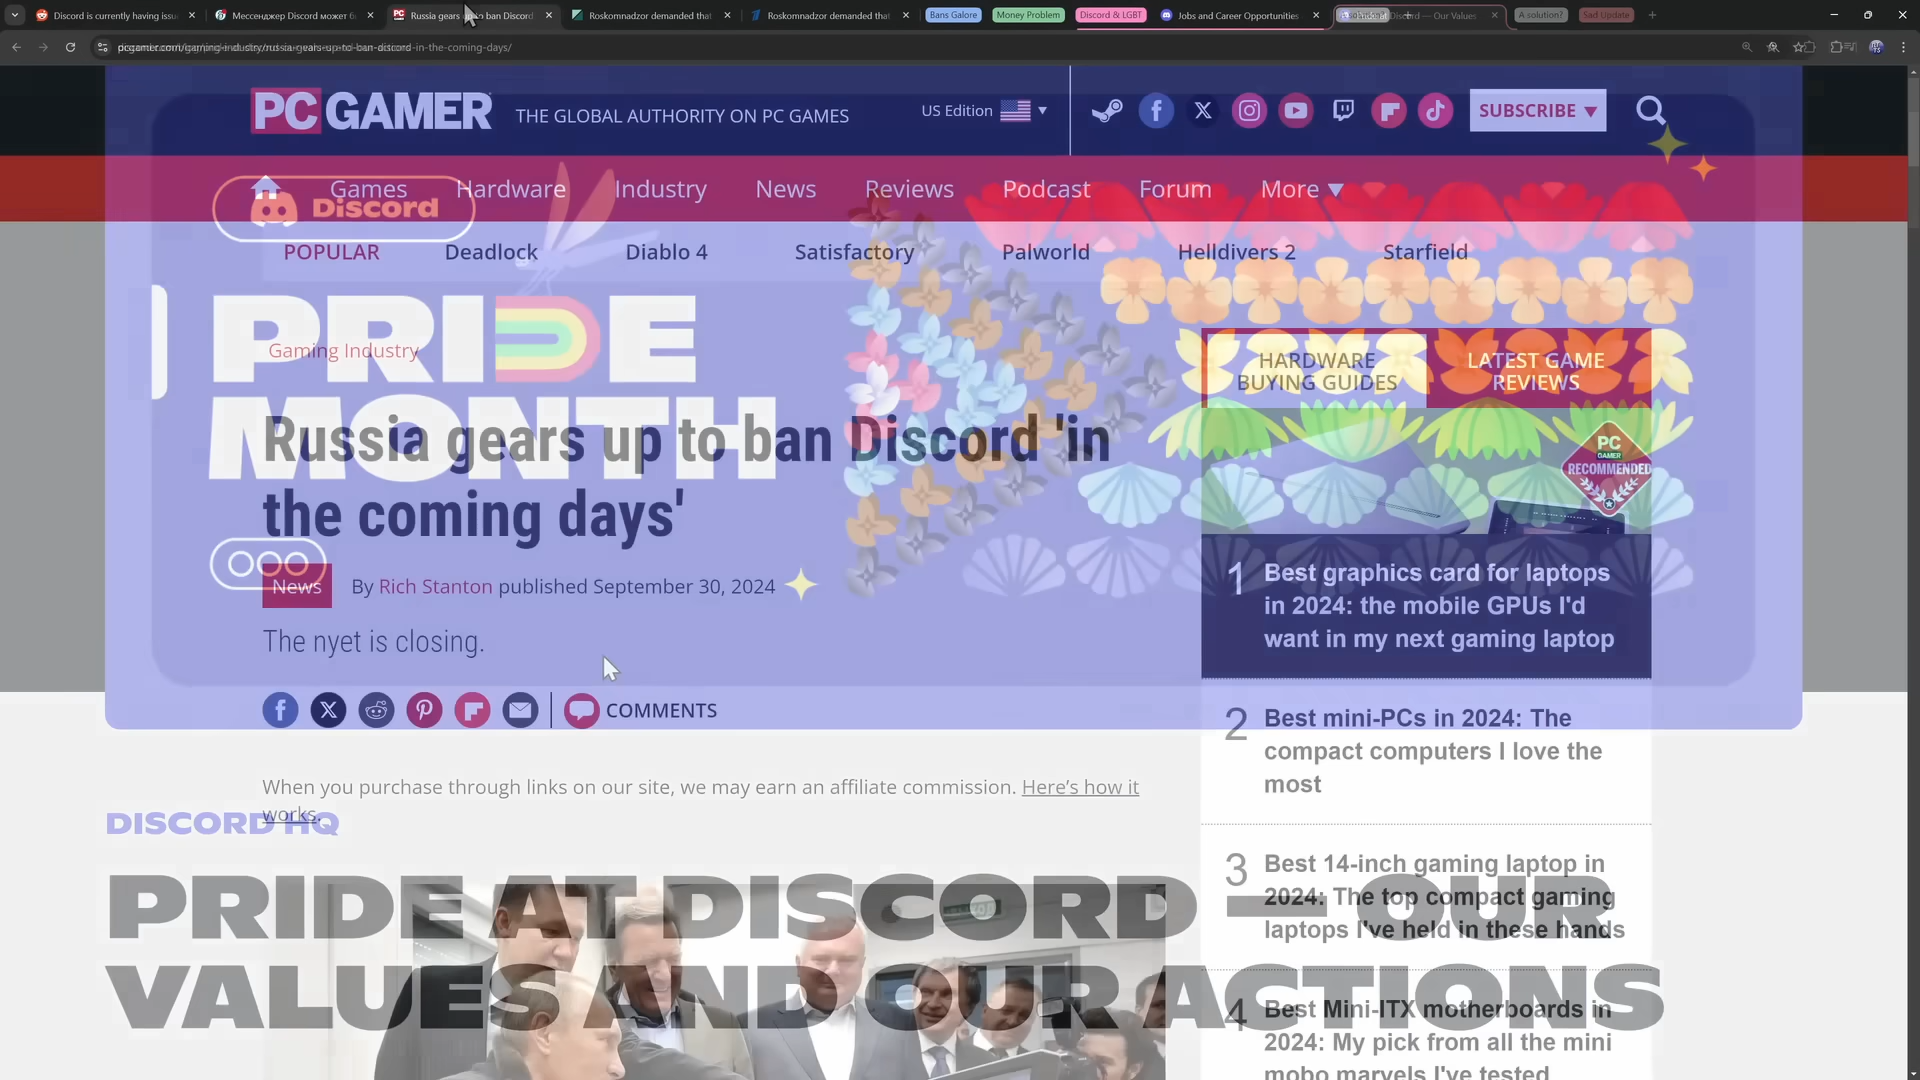 Discord is currently having issu
Мессенджер Discord может б
Russia gears up to ban Discord
Roskomnadzor demanded that
Roskomnadzor demanded that
Bans Galore
Money Problem
Discord & LGBT
Jobs and Career Opportunities
Discord — Our Values
A solution?
Sad Update
russia-gears-up-to-ban-discord-in-the-coming-days/
PC GAMER
THE GLOBAL AUTHORITY ON PC GAMES
US Edition
SUBSCRIBE
Games
Hardware
Industry
News
Reviews
Podcast
Forum
More
Discord
POPULAR
Deadlock
Diablo 4
Satisfactory
Palworld
Helldivers 2
Starfield
PRIDE
MONTH
Gaming Industry
Russia gears up to ban Discord 'in
the coming days'
News
By Rich Stanton published September 30, 2024
The nyet is closing.
COMMENTS
When you purchase through links on our site, we may earn an affiliate commission. Here's how it
works.
DISCORD HQ
PRIDE AT DISCORD — OUR
VALUES AND OUR ACTIONS
HARDWARE
BUYING GUIDES
LATEST GAME
REVIEWS
PC
GAMER
RECOMMENDED
1 Best graphics card for laptops
in 2024: the mobile GPUs I'd
want in my next gaming laptop
2 Best mini-PCs in 2024: The
compact computers I love the
most
3 Best 14-inch gaming laptop in
2024: The top compact gaming
laptops I've held in these hands
4 Best Mini-ITX motherboards in
2024: My pick from all the mini
mobo marvels I've tested